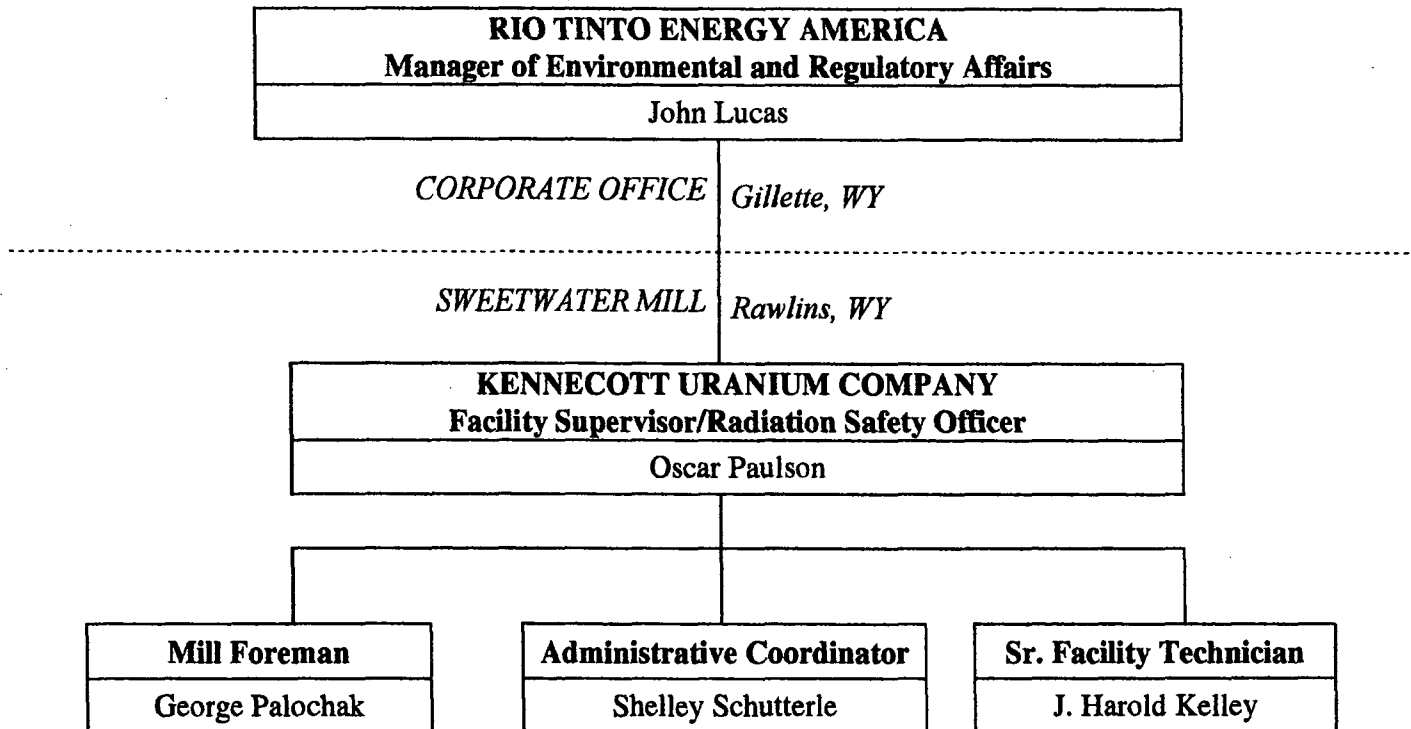 RIO TINTO ENERGY AMERICA
Manager of Environmental and Regulatory Affairs
John Lucas
CORPORATE OFFICE Gillette, WY
SWEETWATER MILL Rawlins, WY
KENNECOTT URANIUM COMPANY
Facility Supervisor/Radiation Safety Officer
Oscar Paulson
Mill Foreman
George Palochak
Administrative Coordinator
Shelley Schutterle
Sr. Facility Technician
J. Harold Kelley